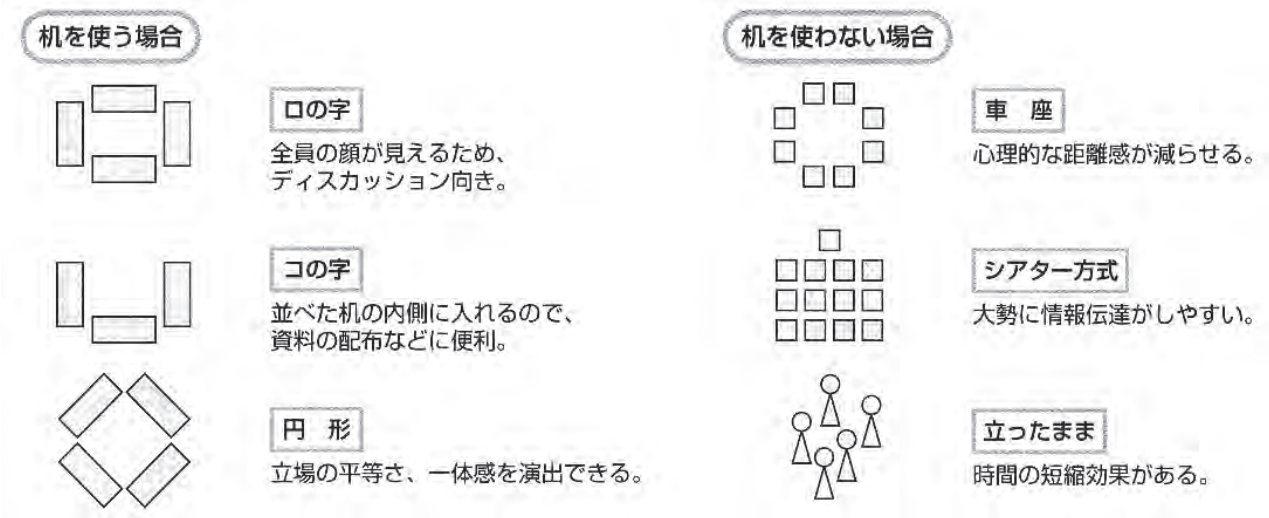 机を使う場合
ロの字
全員の顔が見えるため、
ディスカッション向き。
コの字
並べた机の内側に入れるので、
資料の配布などに便利。
円 形
立場の平等さ、一体感を演出できる。
机を使わない場合
車 座
心理的な距離感が減らせる。
シアター方式
大勢に情報伝達がしやすい。
立ったまま
時間の短縮効果がある。